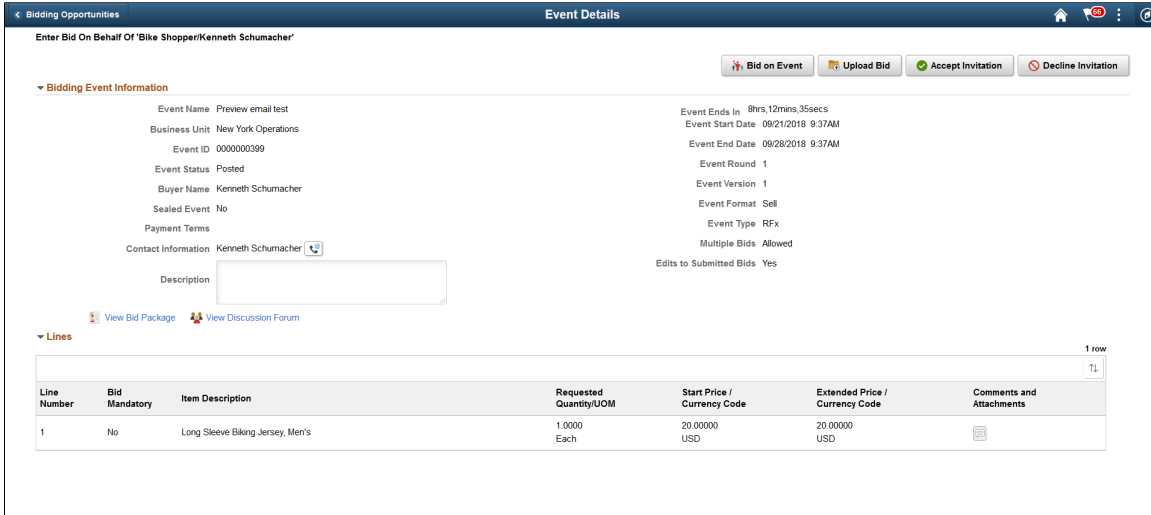 Bidding Opportunities
Event Details
66
Enter Bid On Behalf Of 'Bike Shopper/Kenneth Schumacher'
Bid on Event
Upload Bid
Accept Invitation
Decline Invitation
Bidding Event Information
Event Name Preview email test
Business Unit New York Operations
Event ID 0000000399
Event Status Posted
Buyer Name Kenneth Schumacher
Sealed Event No
Payment Terms
Contact Information Kenneth Schumacher
Description
Event Ends In 8hrs,12mins,35secs
Event Start Date 09/21/2018 9:37AM
Event End Date 09/28/2018 9:37AM
Event Round 1
Event Version 1
Event Format Sell
Event Type RFx
Multiple Bids Allowed
Edits to Submitted Bids Yes
View Bid Package View Discussion Forum
Lines
1 row
Line Number
Bid Mandatory
Item Description
Requested Quantity/UOM
Start Price / Currency Code
Extended Price / Currency Code
Comments and Attachments
1
No
Long Sleeve Biking Jersey, Men's
1.0000 Each
20.00000 USD
20.00000 USD